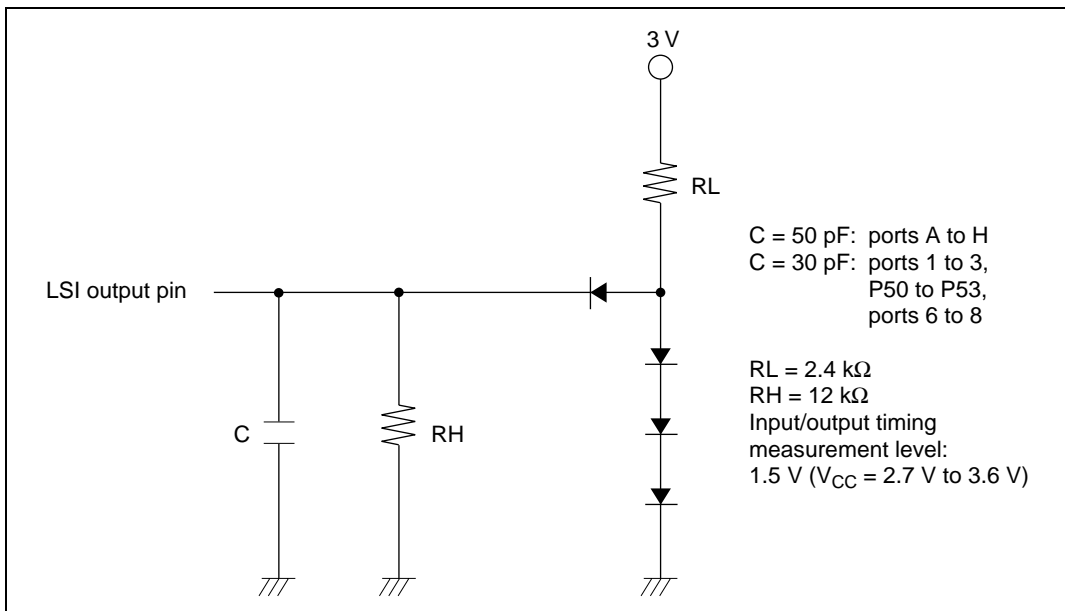 3 V
RL
C = 50 pF: ports A to H
C = 30 pF: ports 1 to 3,
P50 to P53,
ports 6 to 8
LSI output pin
RL = 2.4 kΩ
RH = 12 kΩ
Input/output timing
measurement level:
1.5 V (VCC = 2.7 V to 3.6 V)
C
RH